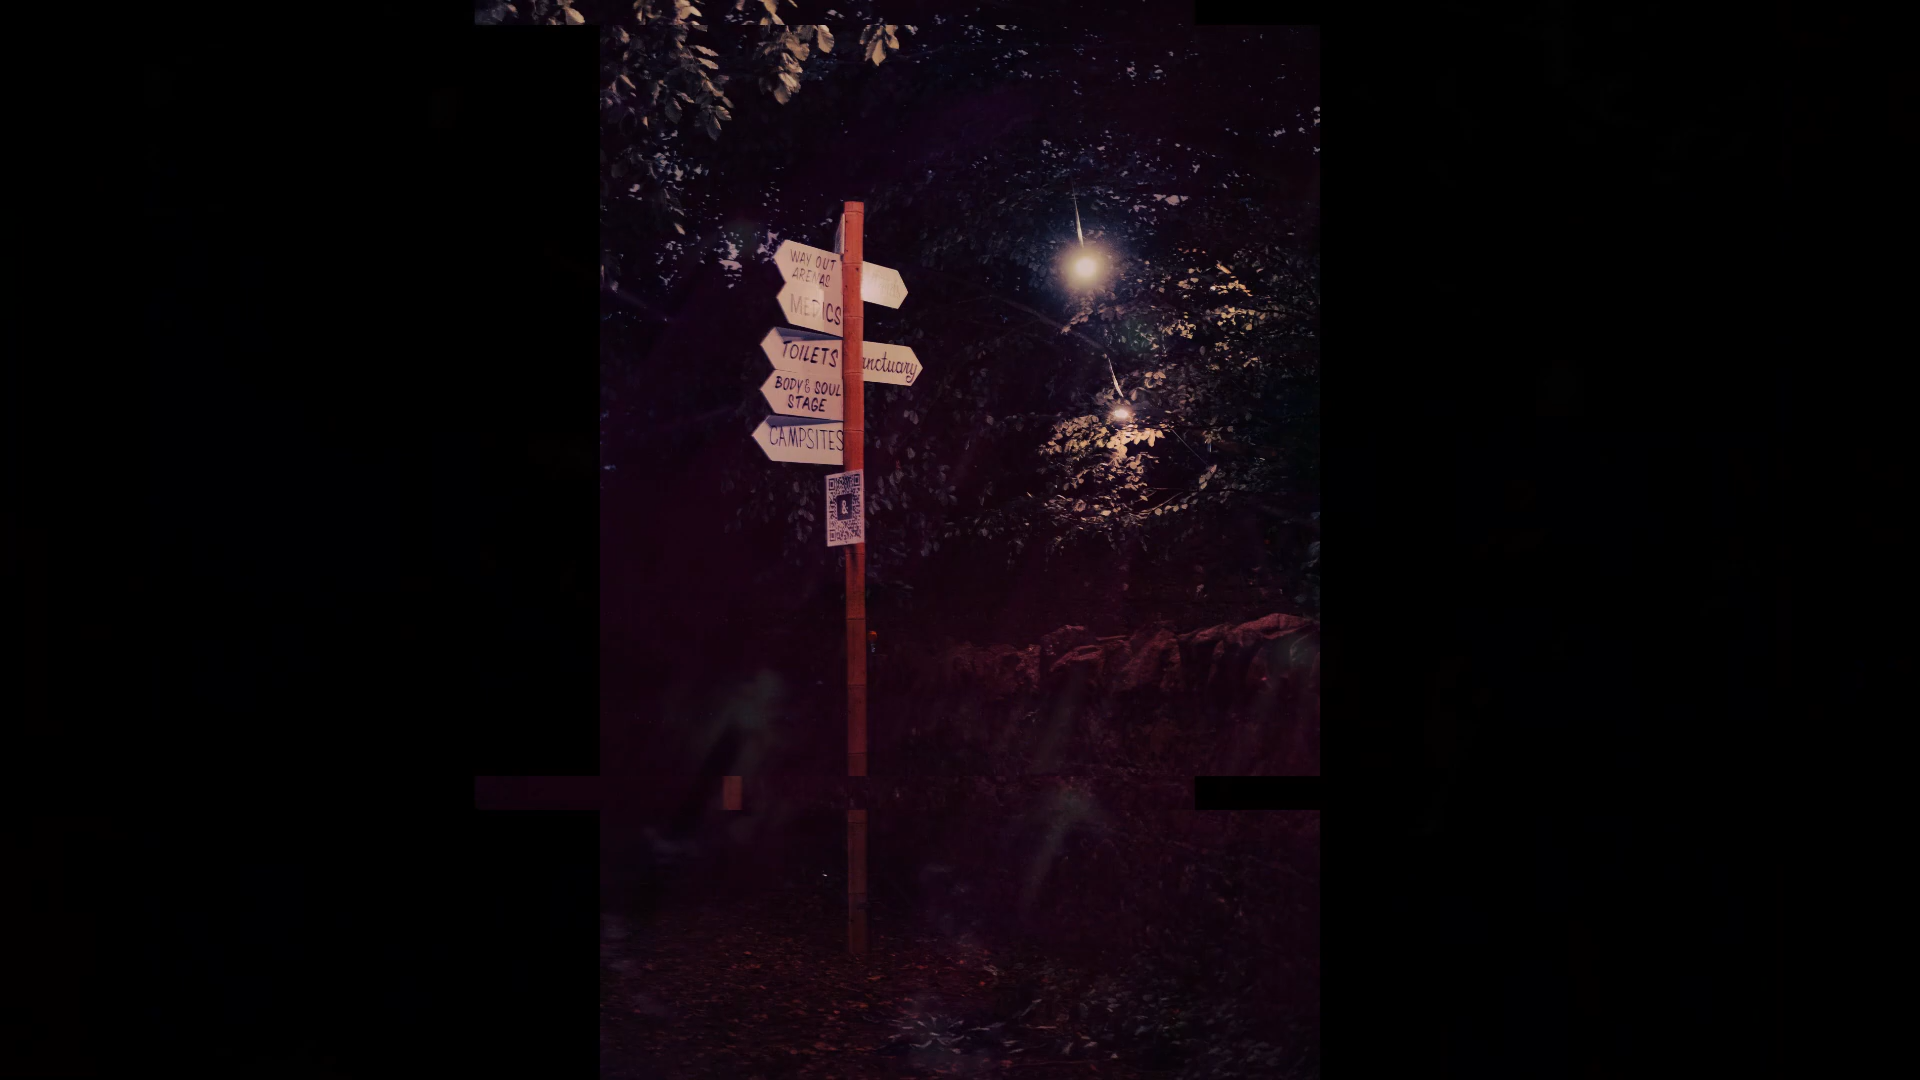 WAY OUT
ARENAS
MEDICS
TOILETS
anctuary
BODY & SOUL
STAGE
CAMPSITES
&